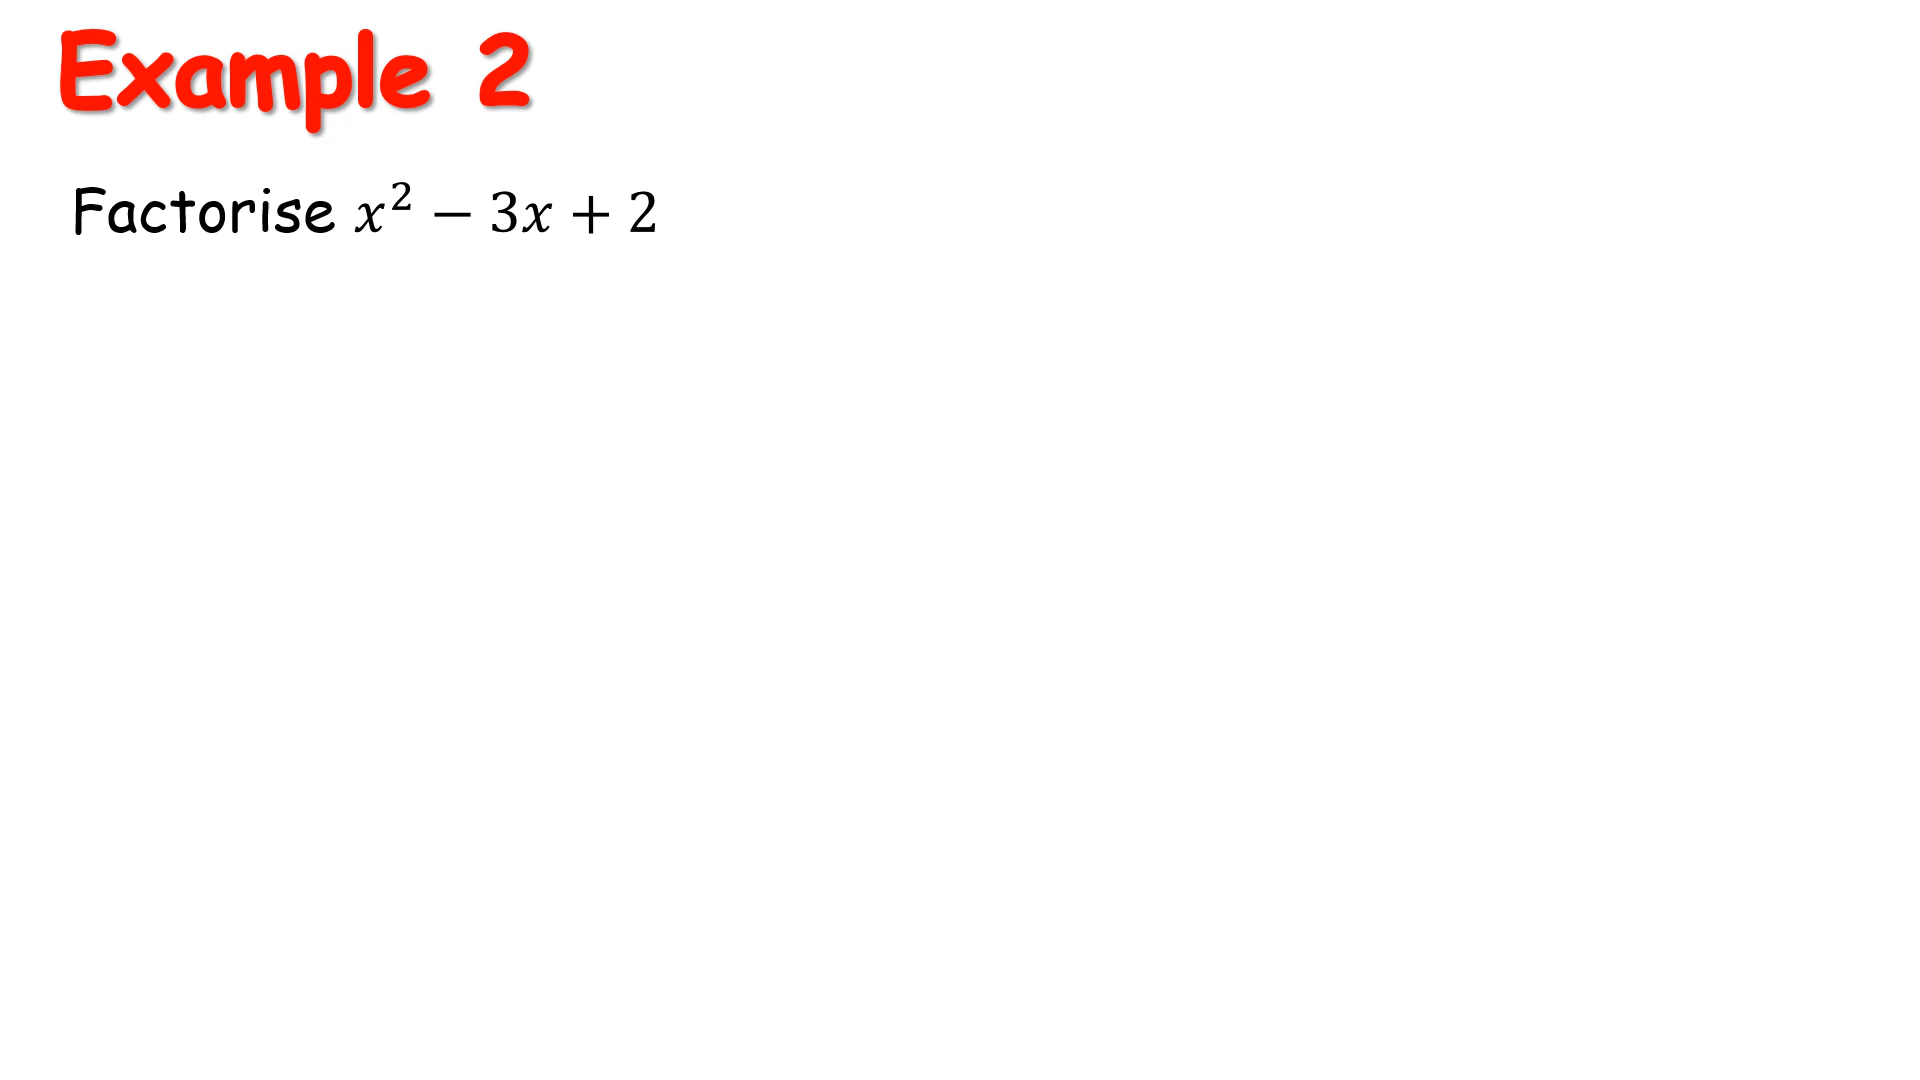 Example 2
Factorise x² − 3x + 2